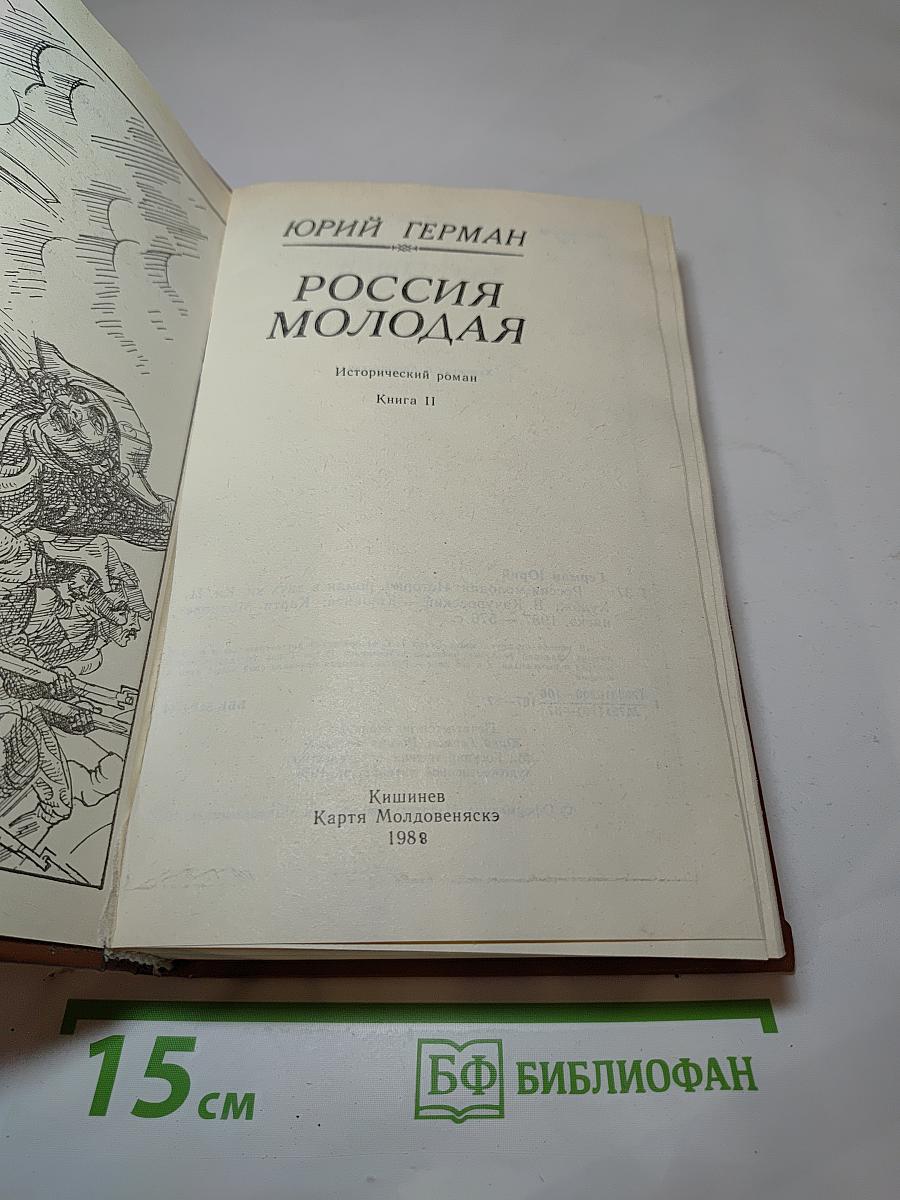 ЮРИЙ ГЕРМАН
РОССИЯ
МОЛОДАЯ
Исторический роман
Книга II
Кишинев
Картя Молдовеняскэ
1988
15 см
БФ БИБЛИОФАН